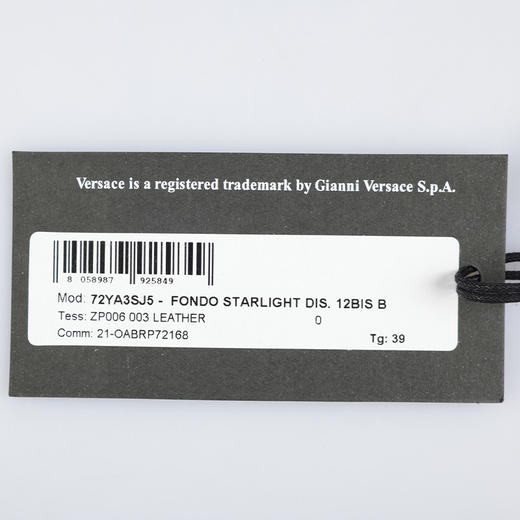 Versace is a registered trademark by Gianni Versace S.p.A.
8 058987 925849
Mod: 72YA3SJ5 - FONDO STARLIGHT DIS. 12BIS B
Tess: ZP006 003 LEATHER 0
Comm: 21-OABRP72168 Tg: 39